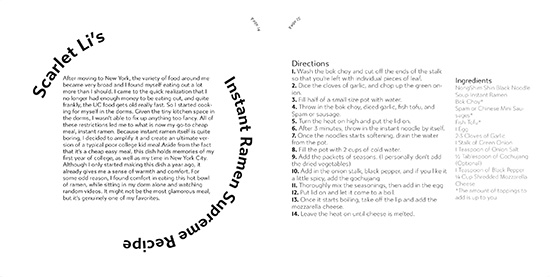 Scarlet Li's
Instant Ramen Supreme Recipe
After moving to New York, the variety of food around me
became very broad and I found myself eating out a lot
more than I should. I came to the quick realization that I
no longer had enough money to be eating out, and quite
frankly, the UC food gets old really fast. So I started cook-
ing for myself in the dorms. Given the tiny kitchen space in
the dorms, I wasn't able to fix up anything too fancy. All of
these restrictions led me to what is now my go-to cheap
meal, instant ramen. Because instant ramen itself is quite
boring, I decided to amplify it and create an ultimate ver-
sion of a typical poor college kid meal. Aside from the fact
that it's a cheap easy meal, this dish holds memories of my
first year of college, as well as my time in New York City.
Although I only started making this dish a year ago, it
already gives me a sense of warmth and comfort. For
some odd reason, I found comfort in eating this hot bowl
of ramen, while sitting in my dorm alone and watching
random videos. It might not be the most glamorous meal,
but it's genuinely one of my favorites.
Directions
1. Wash the bok choy and cut off the ends of the stalk
so that you're left with individual pieces of leaf.
2. Dice the cloves of garlic, and chop up the green on-
ion.
3. Fill half of a small size pot with water.
4. Throw in the bok choy, diced garlic, fish tofu, and
Spam or sausage.
5. Turn the heat on high and put the lid on.
6. After 3 minutes, throw in the instant noodle by itself.
7. Once the noodles starts softening, drain the water
from the pot.
8. Fill the pot with 2 cups of cold water.
9. Add the packets of seasons. (I personally don't add
the dried vegetables)
10. Add in the onion stalk, black pepper, and if you like it
a little spicy, add the gochujang.
11. Thoroughly mix the seasonings, then add in the egg
12. Put lid on and let it come to a boil.
13. Once it starts boiling, take off the lip and add the
mozzarella cheese.
14. Leave the heat on until cheese is melted.
Ingredients
NongShim Shin Black Noodle
Soup Instant Ramen
Bok Choy*
Spam or Chinese Mini Sau-
sages*
Fish Tofu*
1 Egg
2.5 Cloves of Garlic
1 Stalk of Green Onion
1 Teaspoon of Onion Salt
½ Tablespoon of Gochujang
(Optional)
1 Teaspoon of Black Pepper
¼ Cup Shredded Mozzarella
Cheese
*The amount of toppings to
add is up to you